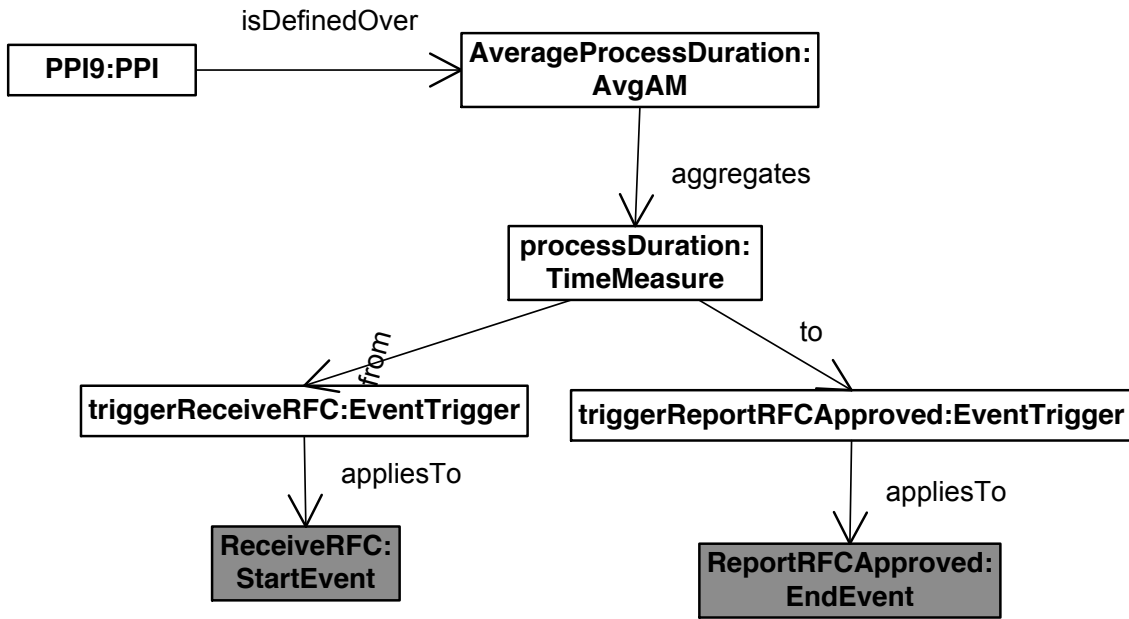 isDefinedOver
PPI9:PPI
AverageProcessDuration:
AvgAM
aggregates
processDuration:
TimeMeasure
from
to
triggerReceiveRFC:EventTrigger
triggerReportRFCApproved:EventTrigger
appliesTo
appliesTo
ReceiveRFC:
StartEvent
ReportRFCApproved:
EndEvent